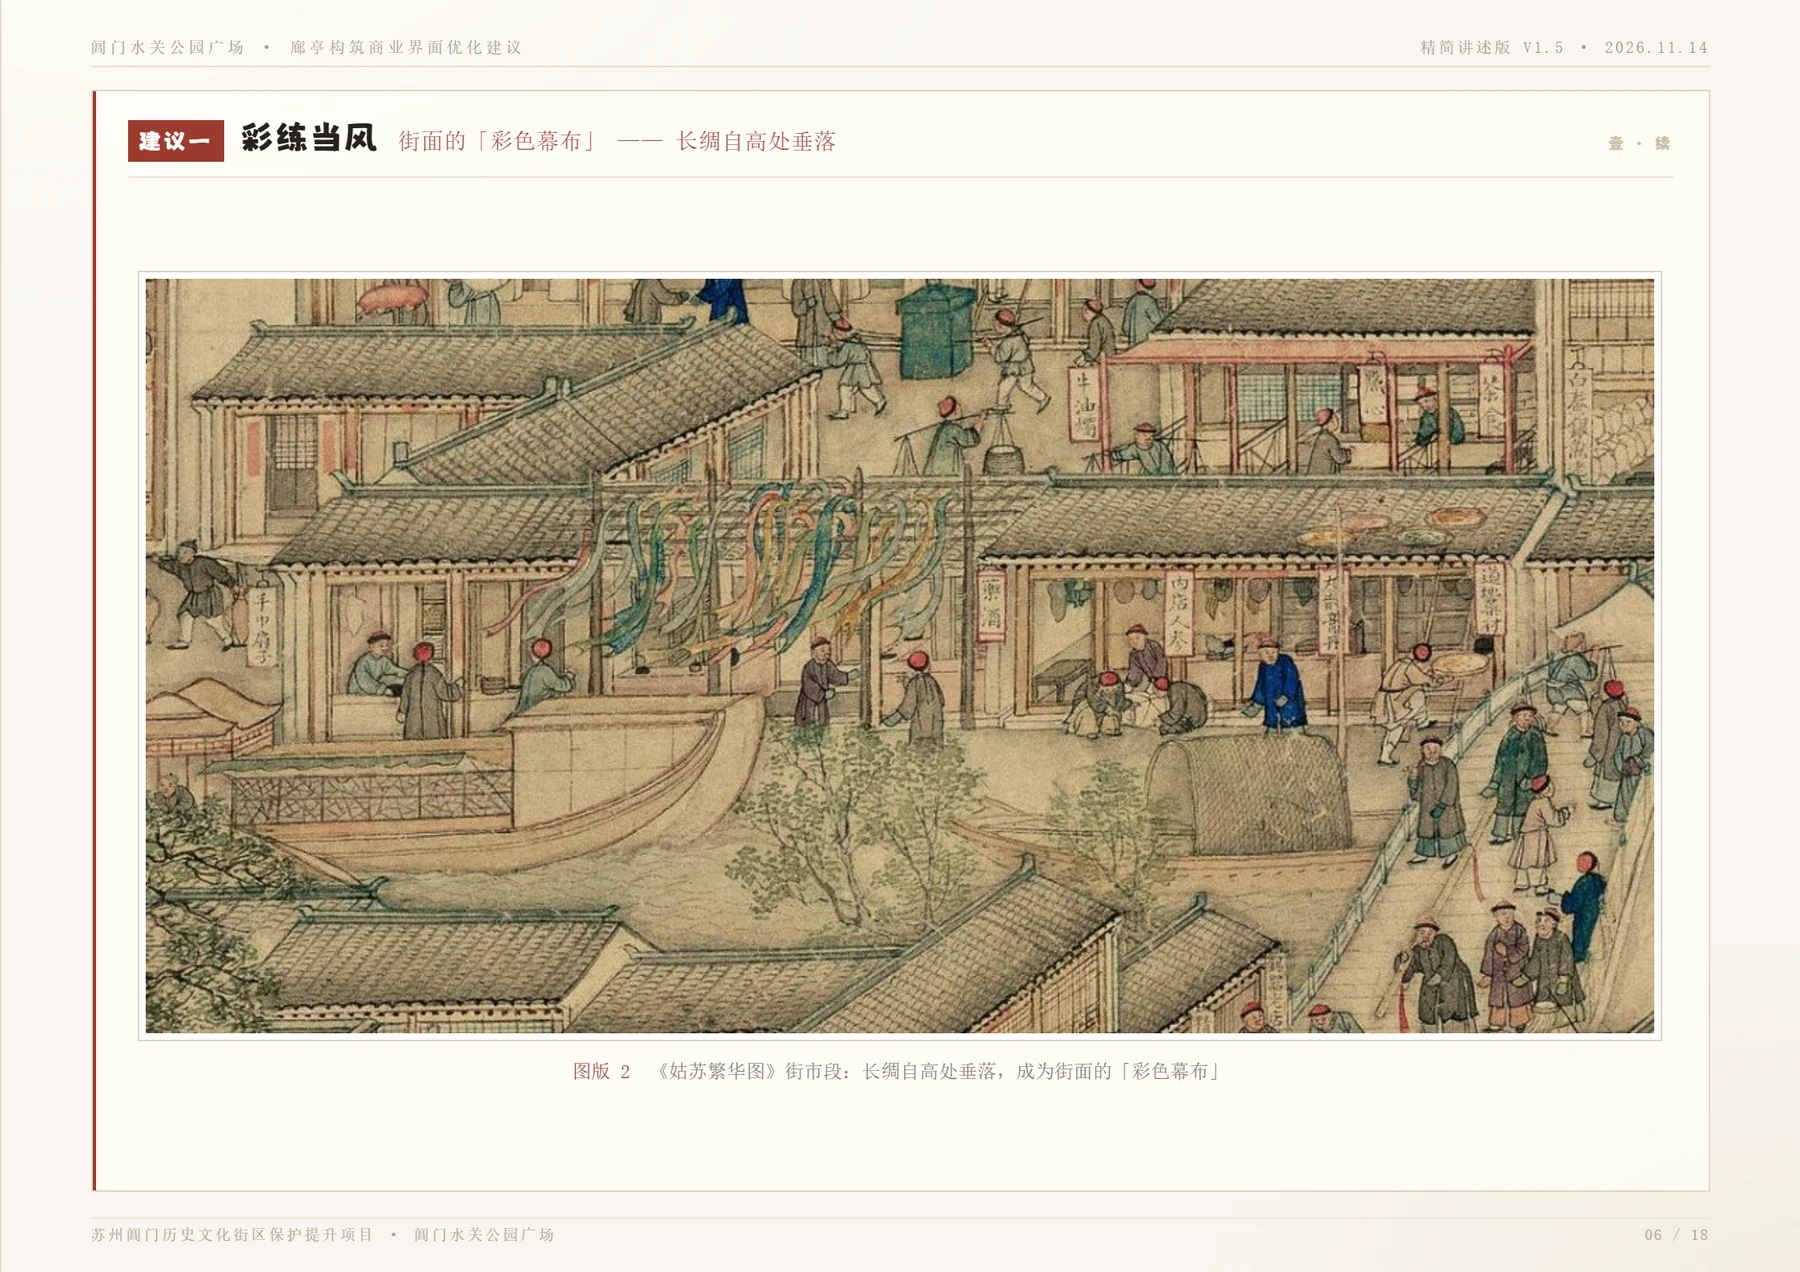 阊门水关公园广场 • 廊亭构筑商业界面优化建议
精简讲述版 V1.5 • 2026.11.14
建议一 彩练当风 街面的「彩色幕布」 —— 长绸自高处垂落
壹 · 续
牛油烛
點心
茶食
手巾扇子
藥酒
内店人参
道地藥材
图版 2 《姑苏繁华图》街市段：长绸自高处垂落，成为街面的「彩色幕布」
苏州阊门历史文化街区保护提升项目 • 阊门水关公园广场
06 / 18